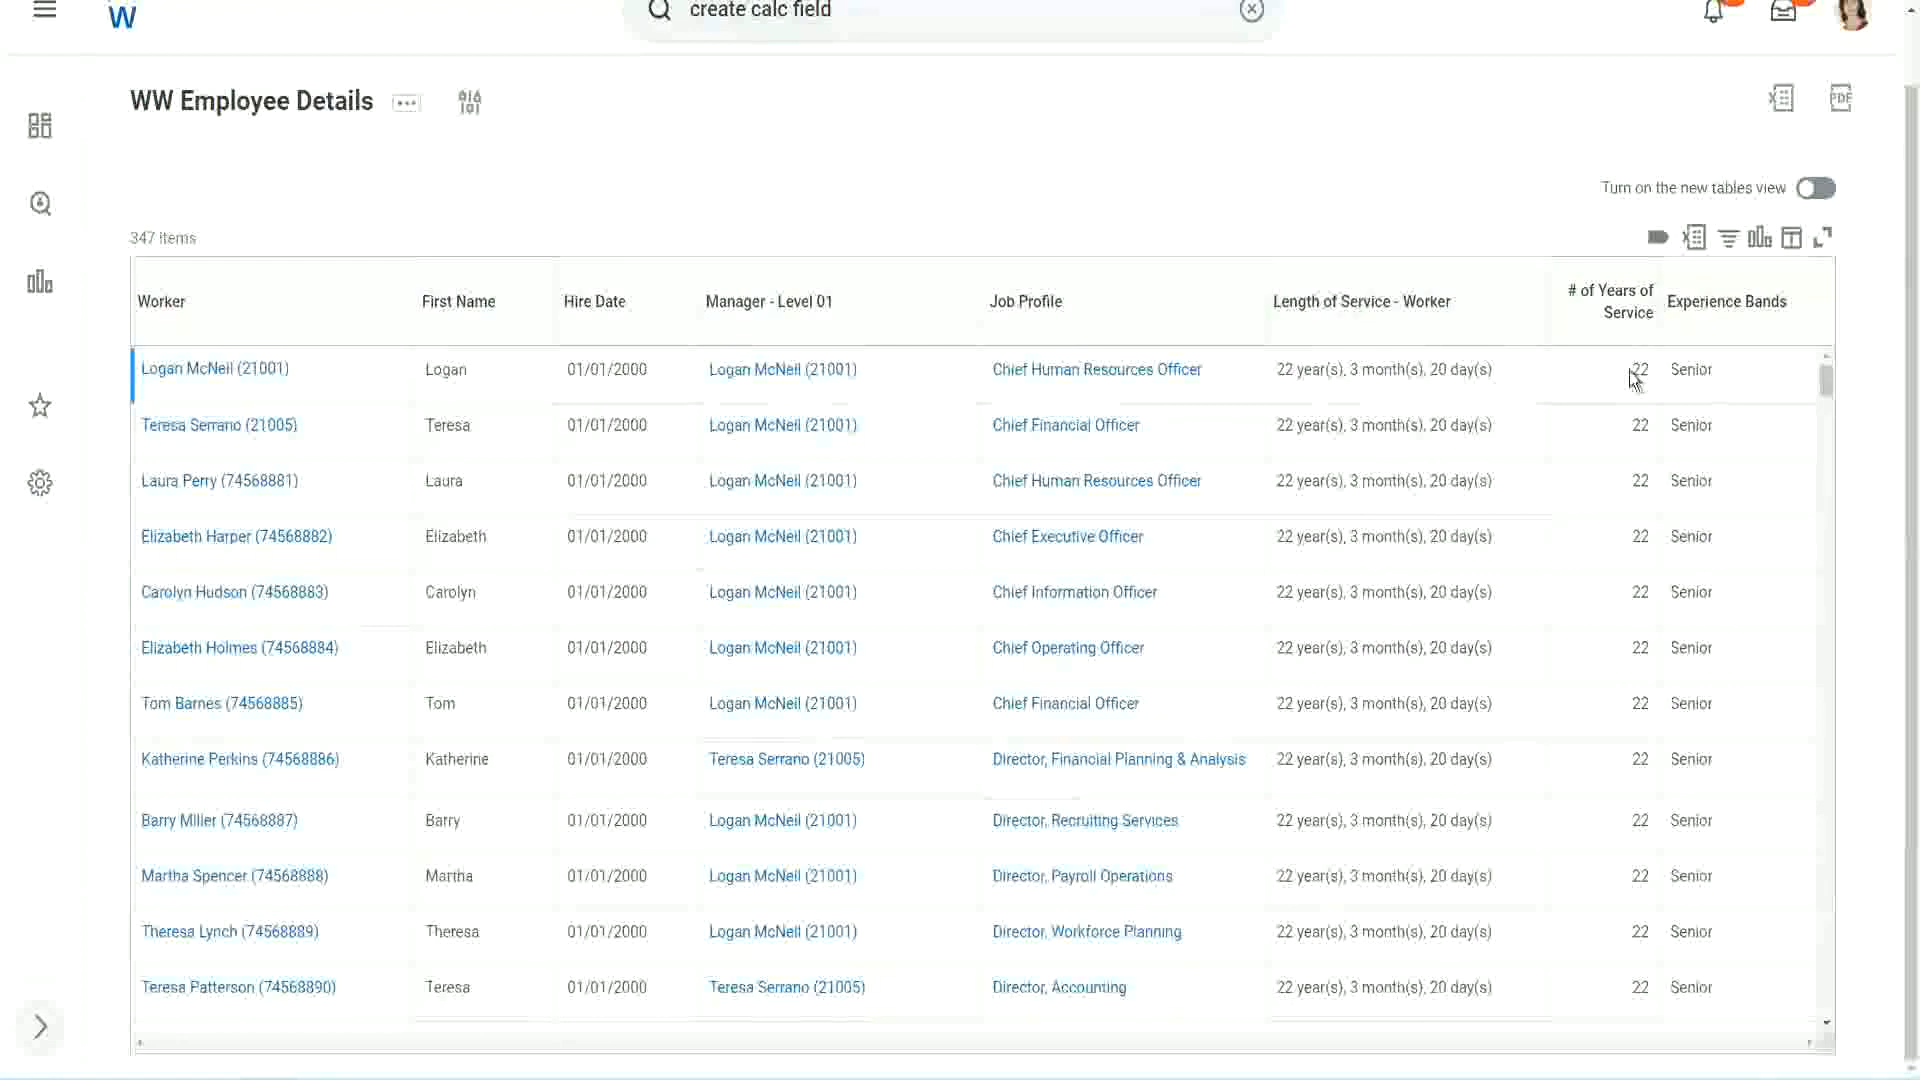 W
create calc field
WW Employee Details
PDF
Turn on the new tables view
347 items
Worker First Name Hire Date Manager - Level 01 Job Profile Length of Service - Worker # of Years of Service Experience Bands
Logan McNeil (21001) Logan 01/01/2000 Logan McNeil (21001) Chief Human Resources Officer 22 year(s), 3 month(s), 20 day(s) 22 Senior
Teresa Serrano (21005) Teresa 01/01/2000 Logan McNeil (21001) Chief Financial Officer 22 year(s), 3 month(s), 20 day(s) 22 Senior
Laura Perry (74568881) Laura 01/01/2000 Logan McNeil (21001) Chief Human Resources Officer 22 year(s), 3 month(s), 20 day(s) 22 Senior
Elizabeth Harper (74568882) Elizabeth 01/01/2000 Logan McNeil (21001) Chief Executive Officer 22 year(s), 3 month(s), 20 day(s) 22 Senior
Carolyn Hudson (74568883) Carolyn 01/01/2000 Logan McNeil (21001) Chief Information Officer 22 year(s), 3 month(s), 20 day(s) 22 Senior
Elizabeth Holmes (74568884) Elizabeth 01/01/2000 Logan McNeil (21001) Chief Operating Officer 22 year(s), 3 month(s), 20 day(s) 22 Senior
Tom Barnes (74568885) Tom 01/01/2000 Logan McNeil (21001) Chief Financial Officer 22 year(s), 3 month(s), 20 day(s) 22 Senior
Katherine Perkins (74568886) Katherine 01/01/2000 Teresa Serrano (21005) Director, Financial Planning & Analysis 22 year(s), 3 month(s), 20 day(s) 22 Senior
Barry Miller (74568887) Barry 01/01/2000 Logan McNeil (21001) Director, Recruiting Services 22 year(s), 3 month(s), 20 day(s) 22 Senior
Martha Spencer (74568888) Martha 01/01/2000 Logan McNeil (21001) Director, Payroll Operations 22 year(s), 3 month(s), 20 day(s) 22 Senior
Theresa Lynch (74568889) Theresa 01/01/2000 Logan McNeil (21001) Director, Workforce Planning 22 year(s), 3 month(s), 20 day(s) 22 Senior
Teresa Patterson (74568890) Teresa 01/01/2000 Teresa Serrano (21005) Director, Accounting 22 year(s), 3 month(s), 20 day(s) 22 Senior